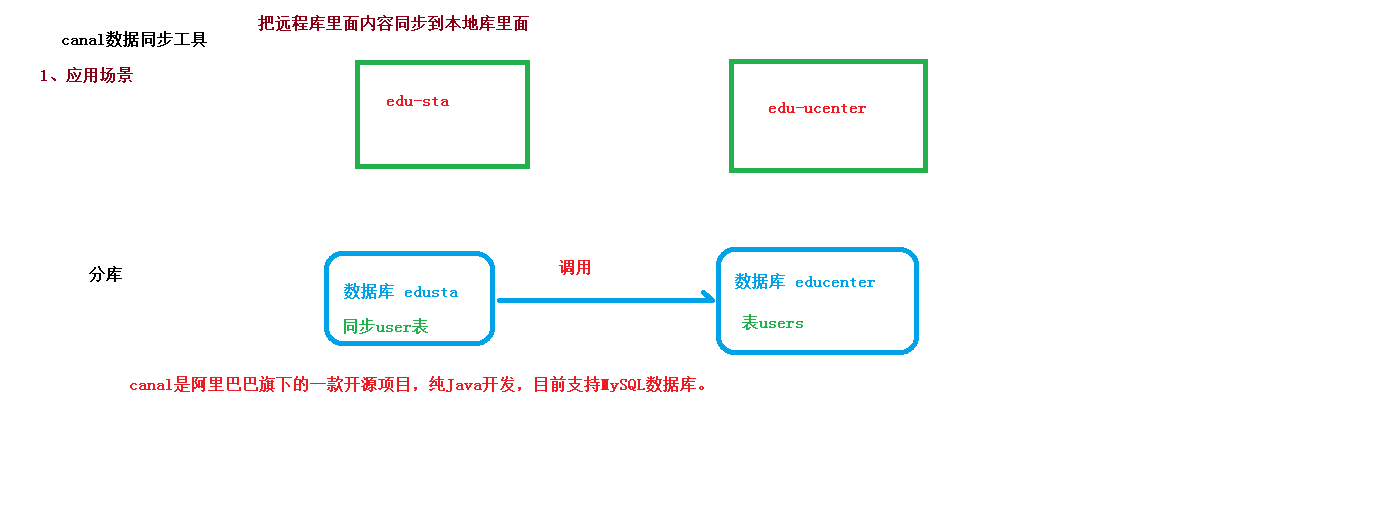 把远程库里面内容同步到本地库里面
canal数据同步工具
1、应用场景
edu-sta
edu-ucenter
分库
调用
数据库 edusta
同步user表
数据库 educenter
表users
canal是阿里巴巴旗下的一款开源项目，纯Java开发，目前支持MySQL数据库。